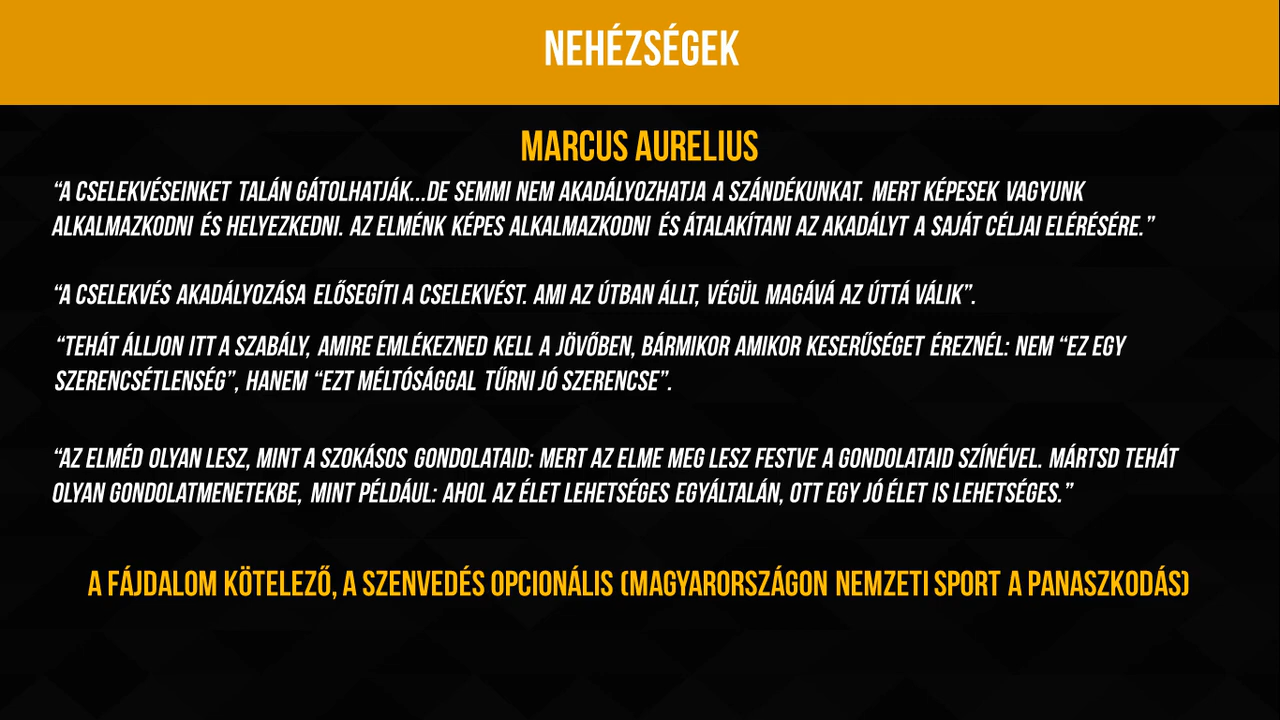 NEHÉZSÉGEK
MARCUS AURELIUS
“A CSELEKVÉSEINKET TALÁN GÁTOLHATJÁK...DE SEMMI NEM AKADÁLYOZHATJA A SZÁNDÉKUNKAT. MERT KÉPESEK VAGYUNK
ALKALMAZKODNI ÉS HELYEZKEDNI. AZ ELMÉNK KÉPES ALKALMAZKODNI ÉS ÁTALAKÍTANI AZ AKADÁLYT A SAJÁT CÉLJAI ELÉRÉSÉRE.”
“A CSELEKVÉS AKADÁLYOZÁSA ELŐSEGÍTI A CSELEKVÉST. AMI AZ ÚTBAN ÁLLT, VÉGÜL MAGÁVÁ AZ ÚTTÁ VÁLIK”.
“TEHÁT ÁLLJON ITT A SZABÁLY, AMIRE EMLÉKEZNED KELL A JÖVŐBEN, BÁRMIKOR AMIKOR KESERŰSÉGET ÉREZNÉL: NEM “EZ EGY
SZERENCSÉTLENSÉG”, HANEM “EZT MÉLTÓSÁGGAL TŰRNI JÓ SZERENCSE”.
“AZ ELMÉD OLYAN LESZ, MINT A SZOKÁSOS GONDOLATAID: MERT AZ ELME MEG LESZ FESTVE A GONDOLATAID SZÍNÉVEL. MÁRTSD TEHÁT
OLYAN GONDOLATMENETEKBE, MINT PÉLDÁUL: AHOL AZ ÉLET LEHETSÉGES EGYÁLTALÁN, OTT EGY JÓ ÉLET IS LEHETSÉGES.”
A FÁJDALOM KÖTELEZŐ, A SZENVEDÉS OPCIONÁLIS (MAGYARORSZÁGON NEMZETI SPORT A PANASZKODÁS)